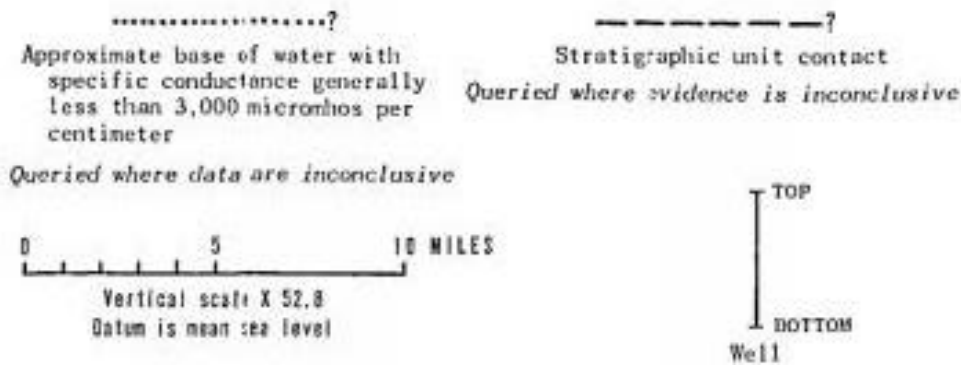 ?
Approximate base of water with
specific conductance generally
less than 3,000 micromhos per
centimeter
Queried where data are inconclusive
?
Stratigraphic unit contact
Queried where evidence is inconclusive
0 5 10 MILES
Vertical scale X 52.8
Datum is mean sea level
TOP
BOTTOM
Well